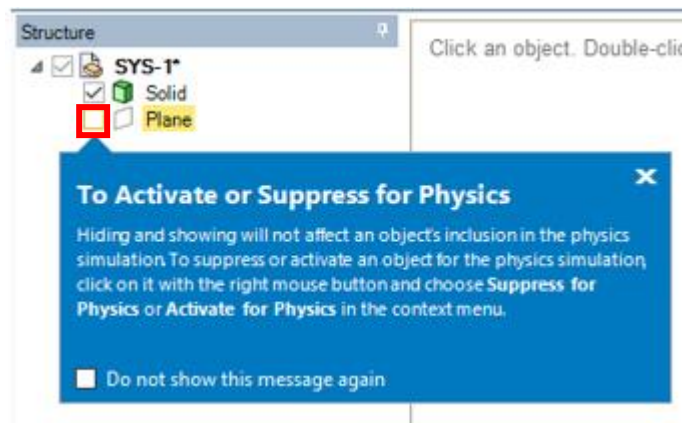 Structure
Click an object. Double-clic
SYS-1*
Solid
Plane
To Activate or Suppress for Physics
Hiding and showing will not affect an object's inclusion in the physics
simulation. To suppress or activate an object for the physics simulation,
click on it with the right mouse button and choose Suppress for
Physics or Activate for Physics in the context menu.
Do not show this message again